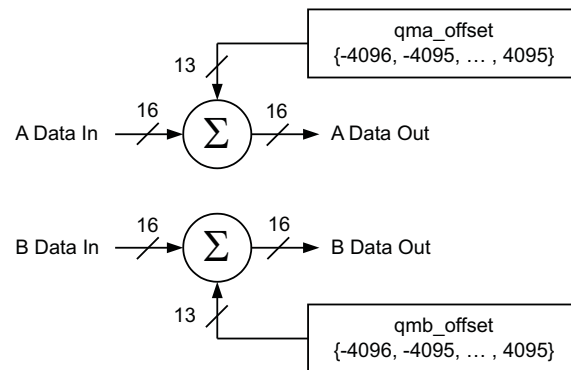 qma_offset
{-4096, -4095, … , 4095}
13
16
16
A Data In
Σ
A Data Out
16
16
B Data In
Σ
B Data Out
13
qmb_offset
{-4096, -4095, … , 4095}